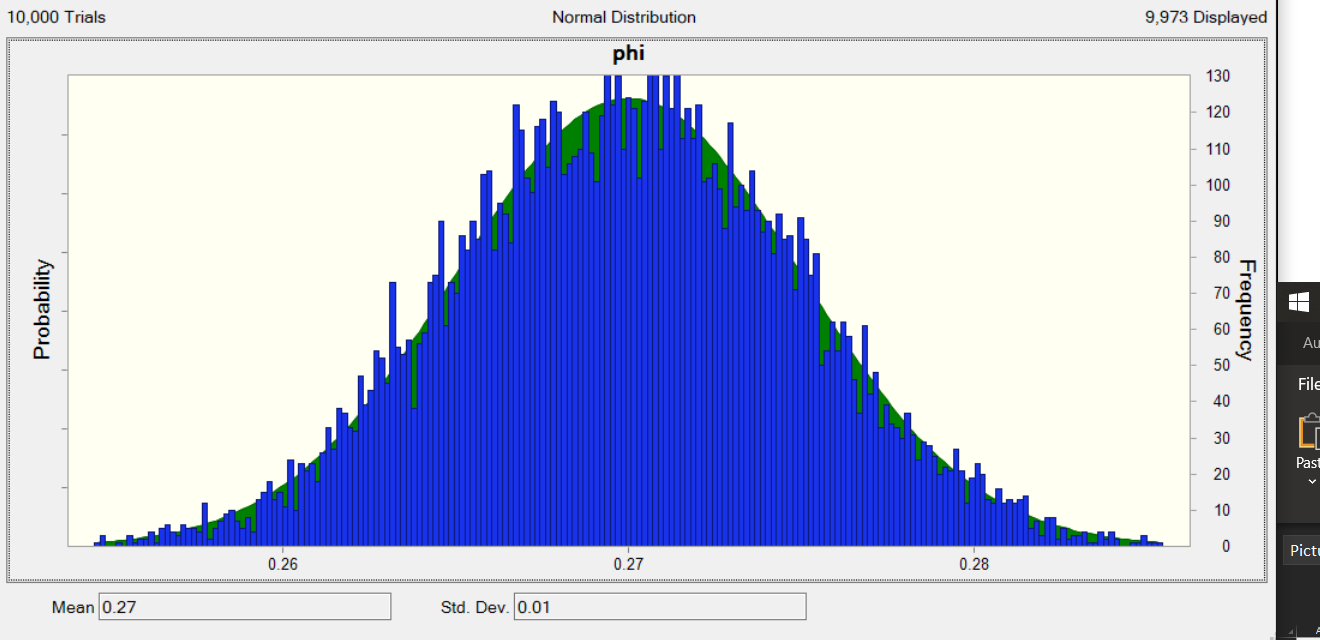 10,000 Trials
Normal Distribution
9,973 Displayed
phi
Probability
Frequency
130
120
110
100
90
80
70
60
50
40
30
20
10
0
0.26
0.27
0.28
Mean 0.27
Std. Dev. 0.01
Au
File
Past
Pictu